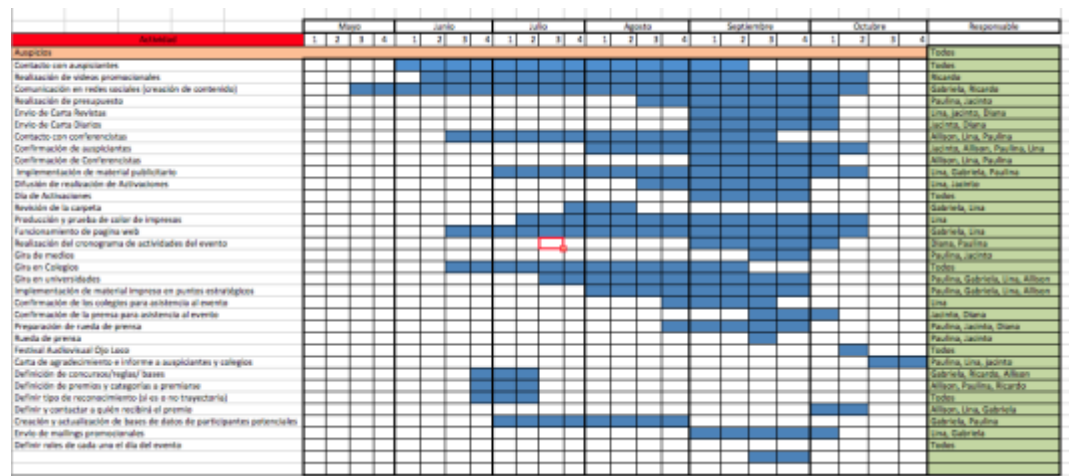 Mayo Junio Julio Agosto Septiembre Octubre Responsable
Actividad 1 2 3 4 1 2 3 4 1 2 3 4 1 2 3 4 1 2 3 4 1 2 3 4
Auspicios Todos
Contacto con auspiciantes Todos
Realización de videos promocionales Ricardo
Comunicación en redes sociales (creación de contenido) Gabriela, Ricardo
Realización de presupuesto Paulina, Jacinto
Envío de Carta Revistas Lina, Jacinto, Diana
Envío de Carta Diarios Jacinto, Diana
Contacto con conferencistas Allison, Lina, Paulina
Confirmación de auspiciantes Jacinto, Allison, Paulina, Lina
Confirmación de Conferencistas Allison, Lina, Paulina
Implementación de material publicitario Lina, Gabriela, Paulina
Difusión de realización de Activaciones Lina, Jacinto
Día de Activaciones Todos
Revisión de la carpeta Gabriela, Lina
Producción y prueba de color de impresos Lina
Funcionamiento de pagina web Gabriela, Lina
Realización del cronograma de actividades del evento Diana, Paulina
Gira de medios Paulina, Jacinto
Gira en Colegios Todos
Gira en universidades Paulina, Gabriela, Lina, Allison
Implementación de material impreso en puntos estratégicos Paulina, Gabriela, Lina, Allison
Confirmación de los colegios para asistencia al evento Lina
Confirmación de la prensa para asistencia al evento Jacinto, Diana
Preparación de rueda de prensa Paulina, Jacinto, Diana
Rueda de prensa Paulina, Jacinto
Festival Audiovisual Ojo Loco Todos
Carta de agradecimiento e informe a auspiciantes y colegios Paulina, Lina, Jacinto
Definición de concursos/reglas/ bases Gabriela, Ricardo, Allison
Definición de premios y categorías a premiarse Allison, Paulina, Ricardo
Definir tipo de reconocimiento (si es o no trayectoria) Todos
Definir y contactar a quién recibirá el premio Allison, Lina, Gabriela
Creación y actualización de bases de datos de participantes potenciales Gabriela, Paulina
Envío de mailings promocionales Lina, Gabriela
Definir roles de cada uno el día del evento Todos